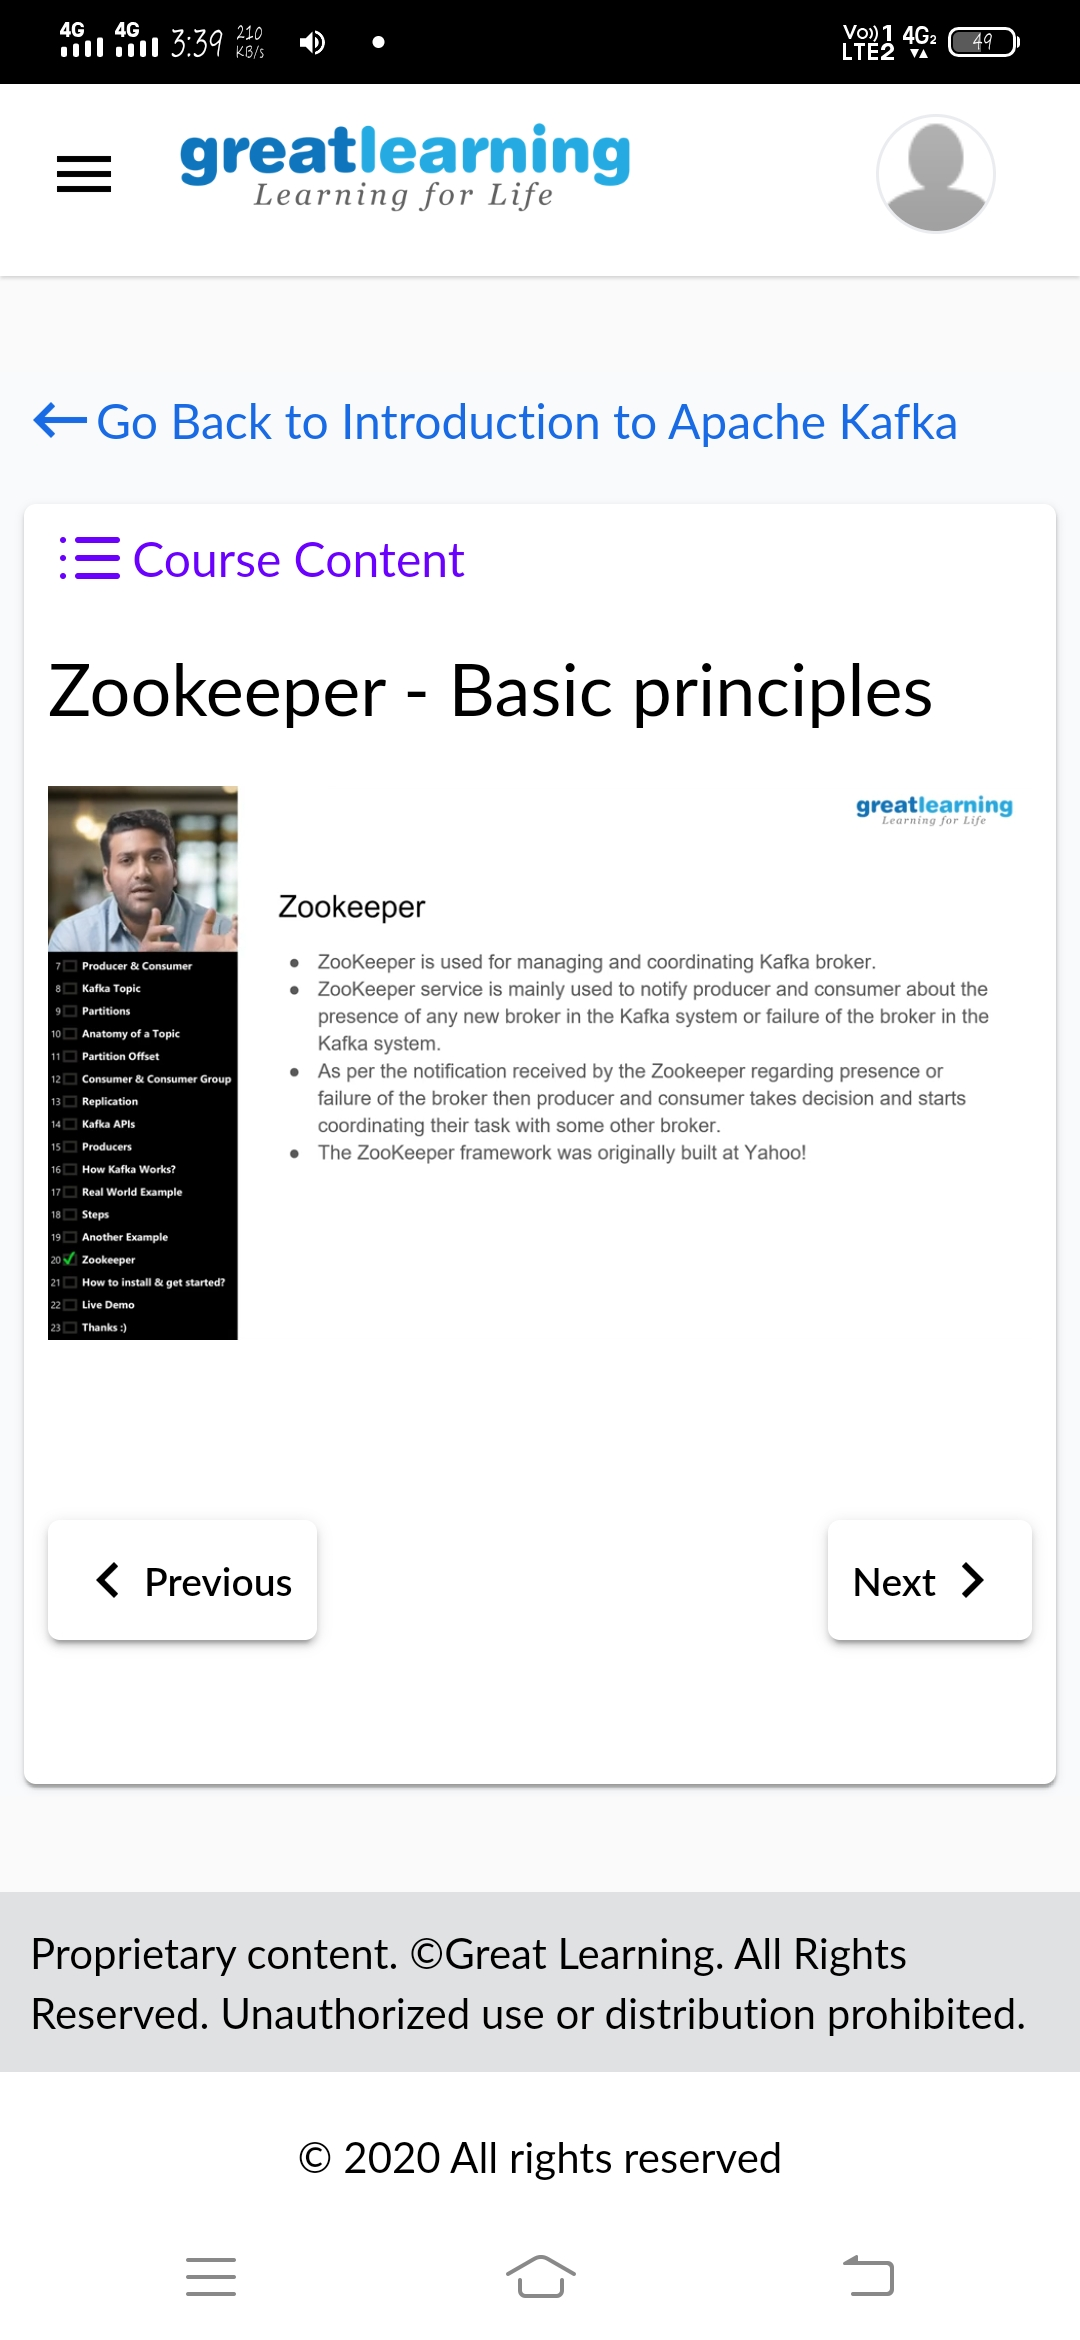 4G 4G 3:39 210 KB/s Vo)) 1 LTE2 4G2 49
greatlearning
Learning for Life
Go Back to Introduction to Apache Kafka
Course Content
Zookeeper - Basic principles
greatlearning
Learning for Life
Zookeeper
● ZooKeeper is used for managing and coordinating Kafka broker.
● ZooKeeper service is mainly used to notify producer and consumer about the
presence of any new broker in the Kafka system or failure of the broker in the
Kafka system.
● As per the notification received by the Zookeeper regarding presence or
failure of the broker then producer and consumer takes decision and starts
coordinating their task with some other broker.
● The ZooKeeper framework was originally built at Yahoo!
7 Producer & Consumer
8 Kafka Topic
9 Partitions
10 Anatomy of a Topic
11 Partition Offset
12 Consumer & Consumer Group
13 Replication
14 Kafka APIs
15 Producers
16 How Kafka Works?
17 Real World Example
18 Steps
19 Another Example
20 Zookeeper
21 How to install & get started?
22 Live Demo
23 Thanks :)
Previous
Next
Proprietary content. ©Great Learning. All Rights
Reserved. Unauthorized use or distribution prohibited.
© 2020 All rights reserved